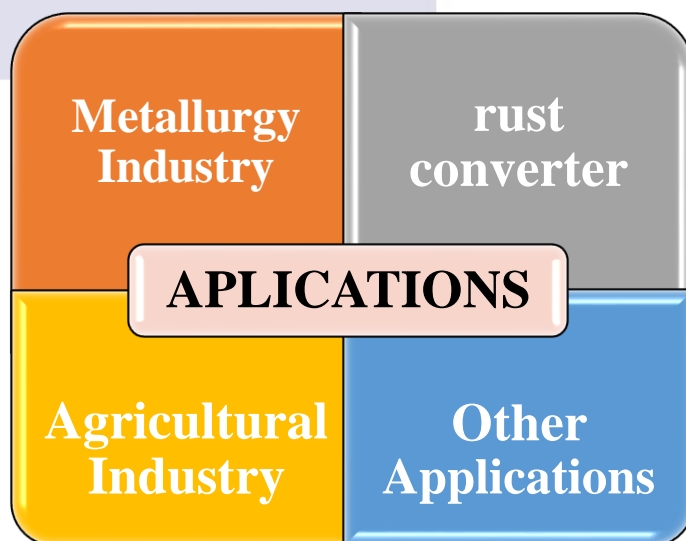 Metallurgy
Industry
rust
converter
APLICATIONS
Agricultural
Industry
Other
Applications